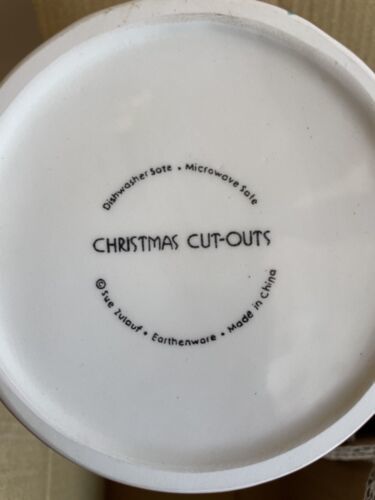 Dishwasher Safe • Microwave Safe
CHRISTMAS CUT-OUTS
© Sue Zulauf • Earthenware • Made in China